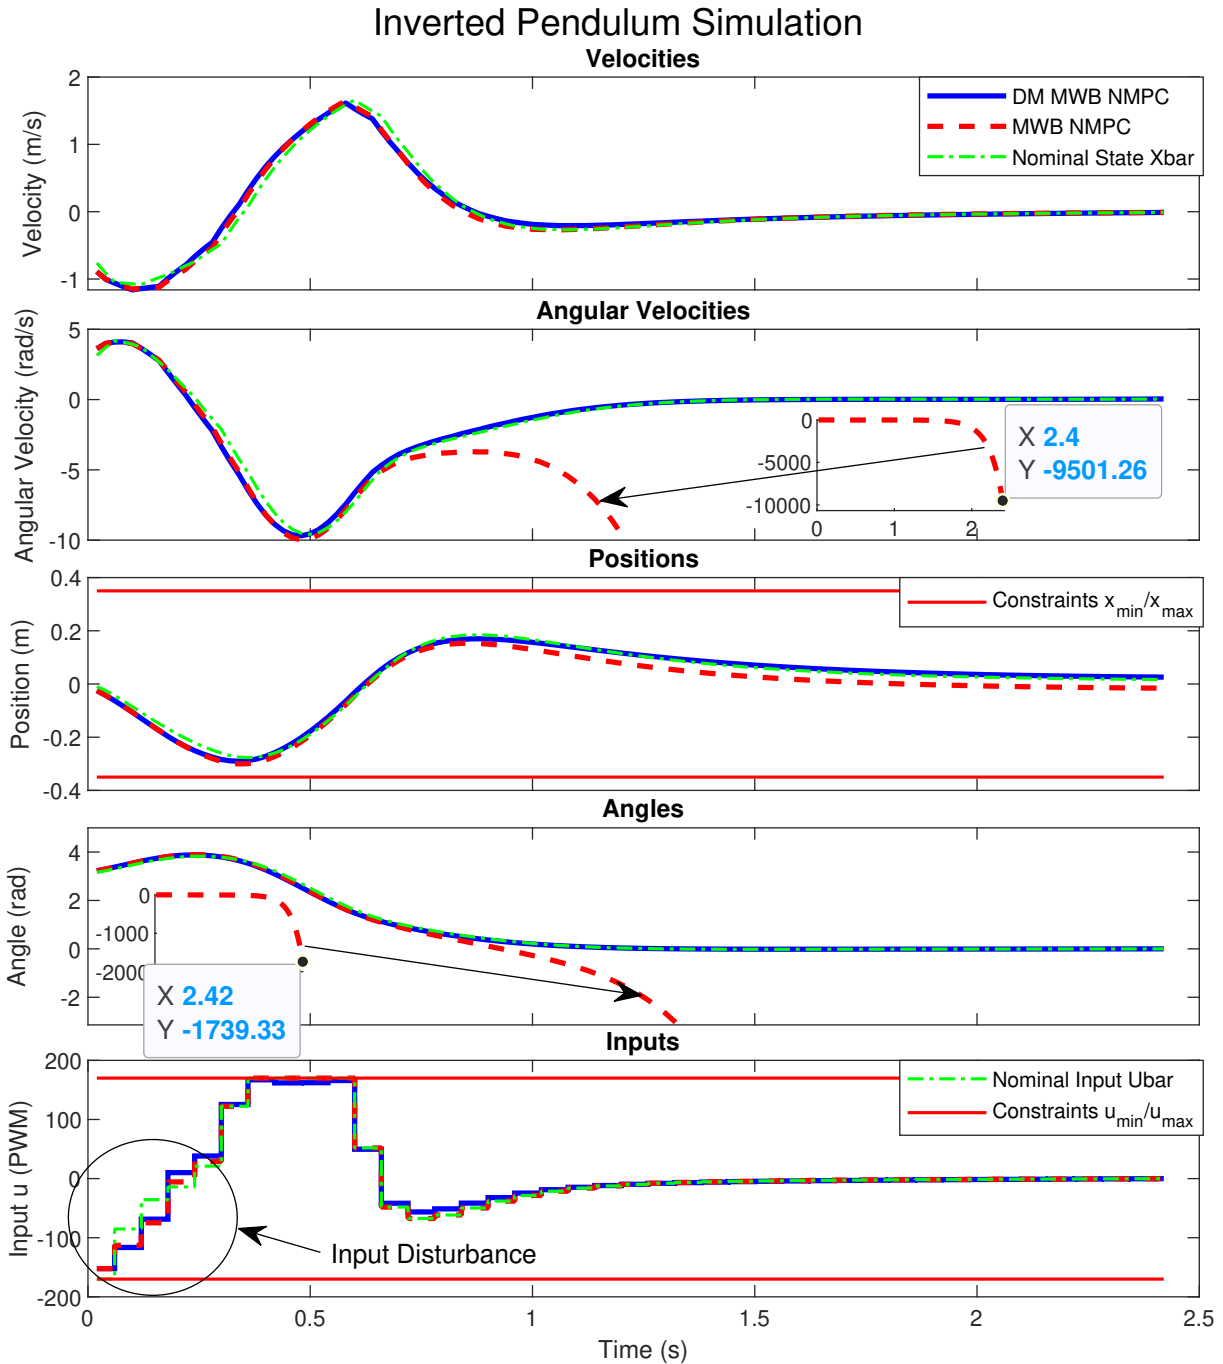 Inverted Pendulum Simulation
Velocities
2
1
0
-1
Velocity (m/s)
DM MWB NMPC
MWB NMPC
Nominal State Xbar
Angular Velocities
5
0
-5
-10
Angular Velocity (rad/s)
0
-5000
-10000
0 1 2
X 2.4
Y -9501.26
Positions
0.4
0.2
0
-0.2
-0.4
Position (m)
Constraints x_min/x_max
Angles
4
2
0
-2
Angle (rad)
0
-1000
-2000
X 2.42
Y -1739.33
Inputs
200
100
0
-100
-200
Input u (PWM)
Nominal Input Ubar
Constraints u_min/u_max
Input Disturbance
0 0.5 1 1.5 2 2.5
Time (s)